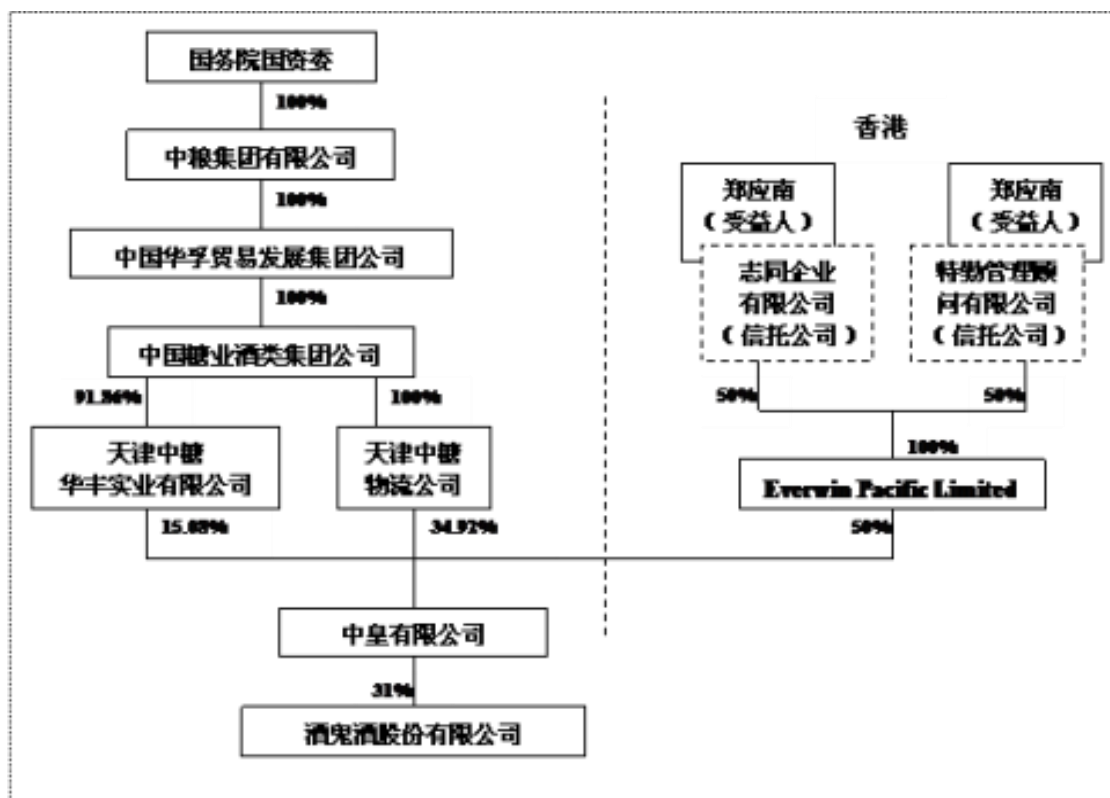 国务院国资委
100%
香港
中粮集团有限公司
100%
郑应南
（受益人）
郑应南
（受益人）
中国华孚贸易发展集团公司
志同企业
有限公司
（信托公司）
特勤管理顾
问有限公司
（信托公司）
100%
中国糖业酒类集团公司
91.86%
100%
50%
50%
天津中糖
华丰实业有限公司
天津中糖
物流公司
100%
Everwin Pacific Limited
15.08%
34.92%
50%
中皇有限公司
31%
酒鬼酒股份有限公司